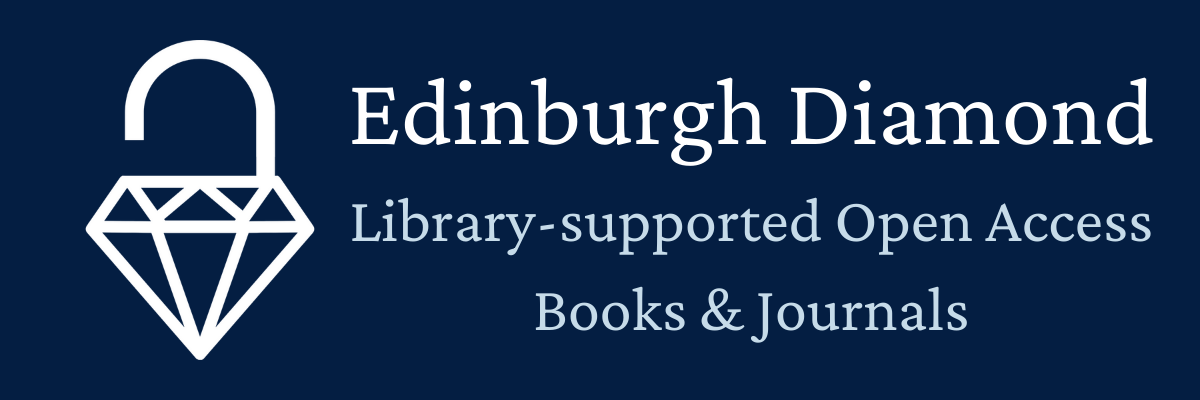 Edinburgh Diamond
Library-supported Open Access
Books & Journals